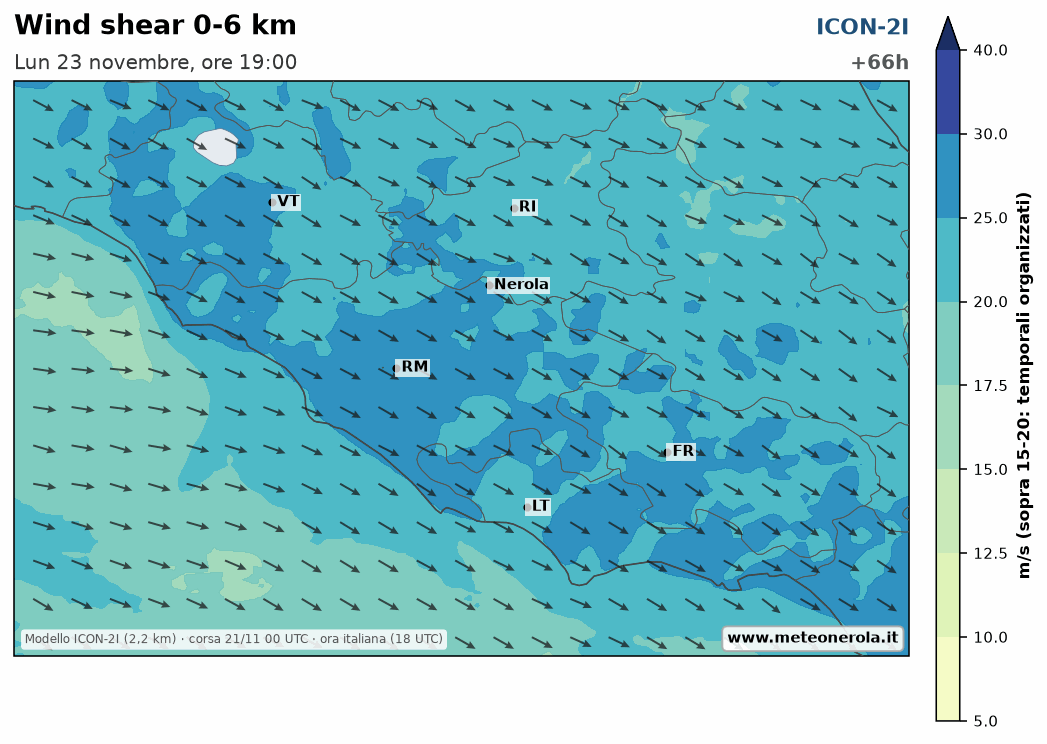 Wind shear 0-6 km
ICON-2I
Lun 23 novembre, ore 19:00
+66h
VT
RI
Nerola
RM
FR
LT
Modello ICON-2I (2,2 km) · corsa 21/11 00 UTC · ora italiana (18 UTC)
www.meteonerola.it
40.0
30.0
25.0
20.0
17.5
15.0
12.5
10.0
5.0
m/s (sopra 15-20: temporali organizzati)